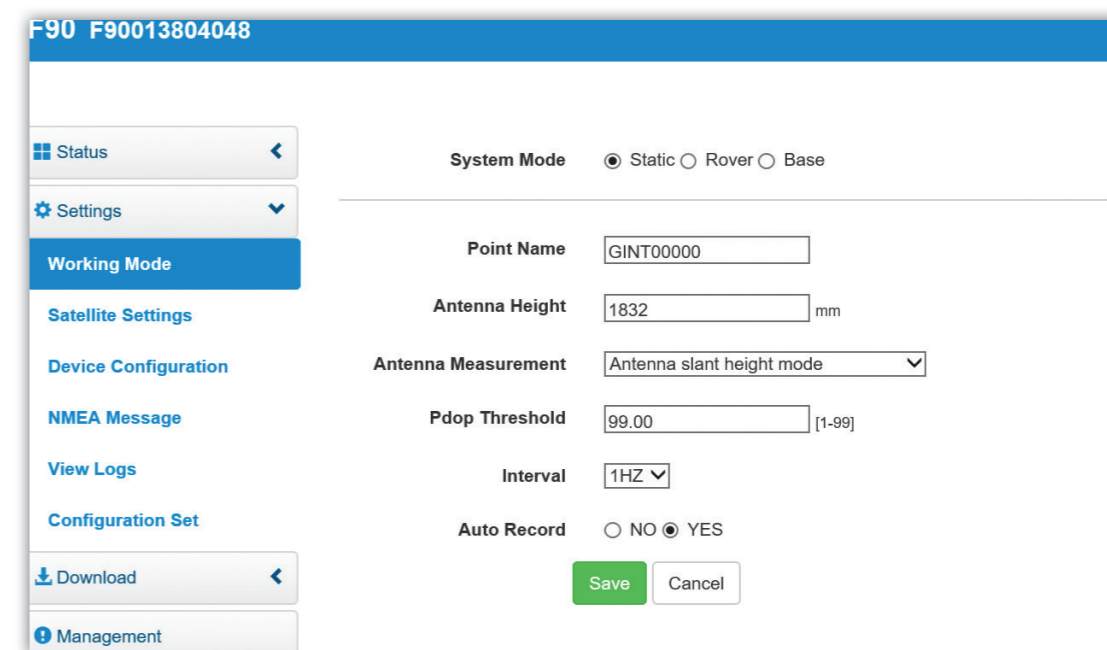 F90 F90013804048
Status
System Mode Static Rover Base
Settings
Point Name GINT00000
Working Mode
Antenna Height 1832 mm
Satellite Settings
Antenna Measurement Antenna slant height mode
Device Configuration
Pdop Threshold 99.00 [1-99]
NMEA Message
View Logs
Interval 1HZ
Configuration Set
Auto Record NO YES
Download
Save Cancel
Management